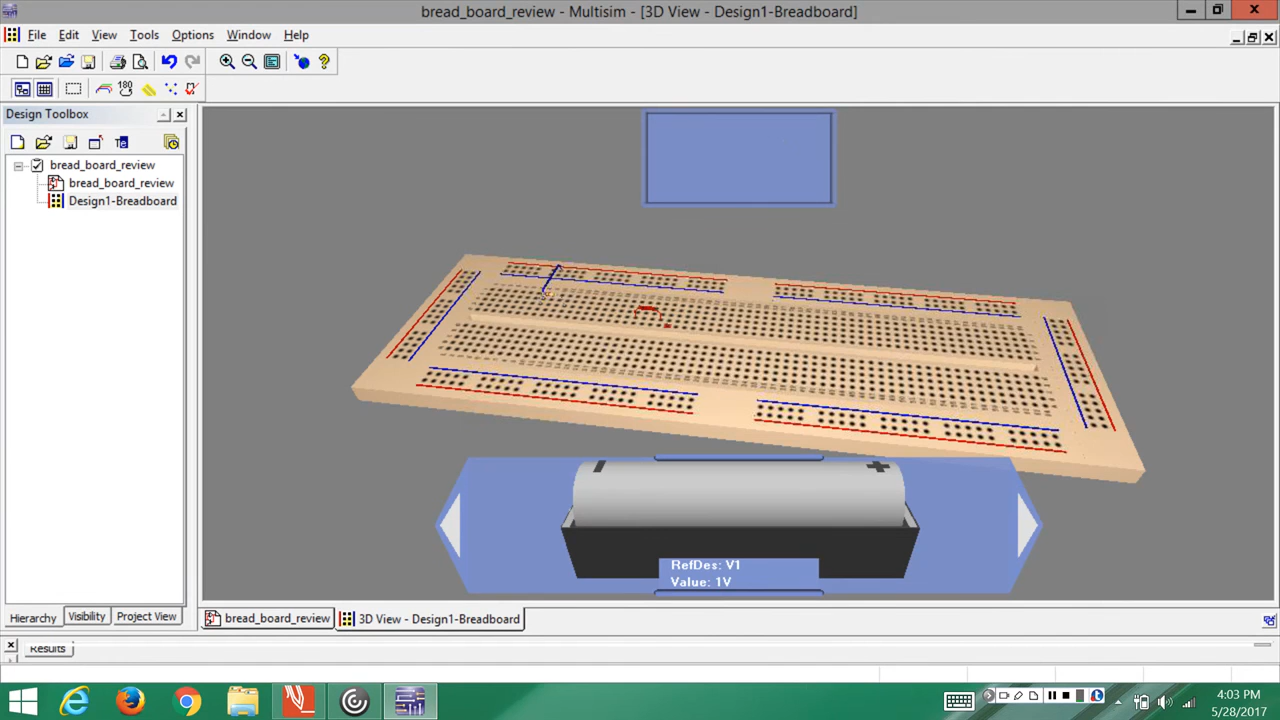 bread_board_review - Multisim - [3D View - Design1-Breadboard]
File Edit View Tools Options Window Help
180
Design Toolbox
bread_board_review
bread_board_review
Design1-Breadboard
RefDes: V1
Value: 1V
Hierarchy Visibility Project View
bread_board_review 3D View - Design1-Breadboard
Results
4:03 PM
5/28/2017